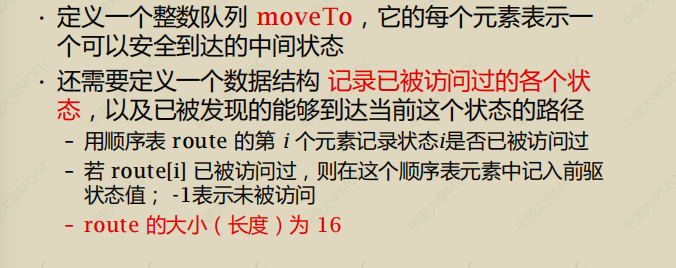 · 定义一个整数队列 moveTo，它的每个元素表示一
个可以安全到达的中间状态
· 还需要定义一个数据结构 记录已被访问过的各个状
态，以及已被发现的能够到达当前这个状态的路径
– 用顺序表 route 的第 i 个元素记录状态i是否已被访问过
– 若 route[i] 已被访问过，则在这个顺序表元素中记入前驱
状态值； -1表示未被访问
– route 的大小（长度）为 16